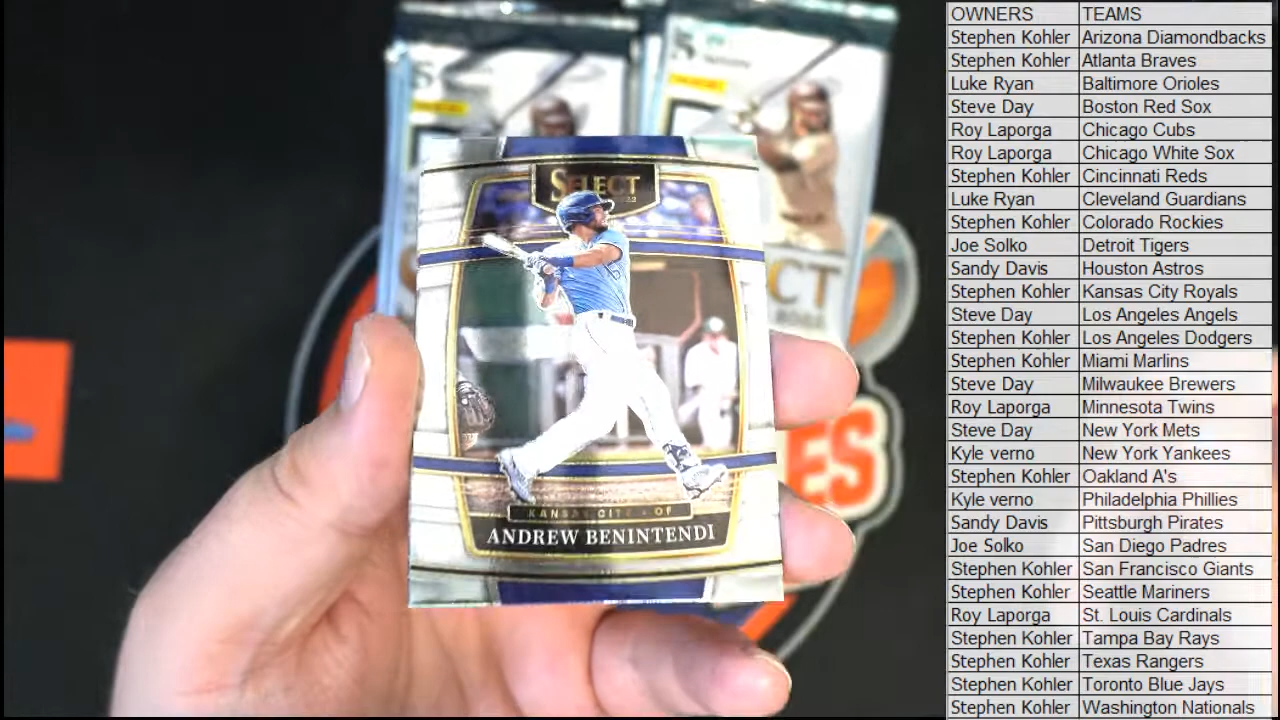 SELECT
KANSAS CITY - OF
ANDREW BENINTENDI
CT
ES
OWNERS TEAMS
Stephen Kohler Arizona Diamondbacks
Stephen Kohler Atlanta Braves
Luke Ryan Baltimore Orioles
Steve Day Boston Red Sox
Roy Laporga Chicago Cubs
Roy Laporga Chicago White Sox
Stephen Kohler Cincinnati Reds
Luke Ryan Cleveland Guardians
Stephen Kohler Colorado Rockies
Joe Solko Detroit Tigers
Sandy Davis Houston Astros
Stephen Kohler Kansas City Royals
Steve Day Los Angeles Angels
Stephen Kohler Los Angeles Dodgers
Stephen Kohler Miami Marlins
Steve Day Milwaukee Brewers
Roy Laporga Minnesota Twins
Steve Day New York Mets
Kyle verno New York Yankees
Stephen Kohler Oakland A's
Kyle verno Philadelphia Phillies
Sandy Davis Pittsburgh Pirates
Joe Solko San Diego Padres
Stephen Kohler San Francisco Giants
Stephen Kohler Seattle Mariners
Roy Laporga St. Louis Cardinals
Stephen Kohler Tampa Bay Rays
Stephen Kohler Texas Rangers
Stephen Kohler Toronto Blue Jays
Stephen Kohler Washington Nationals